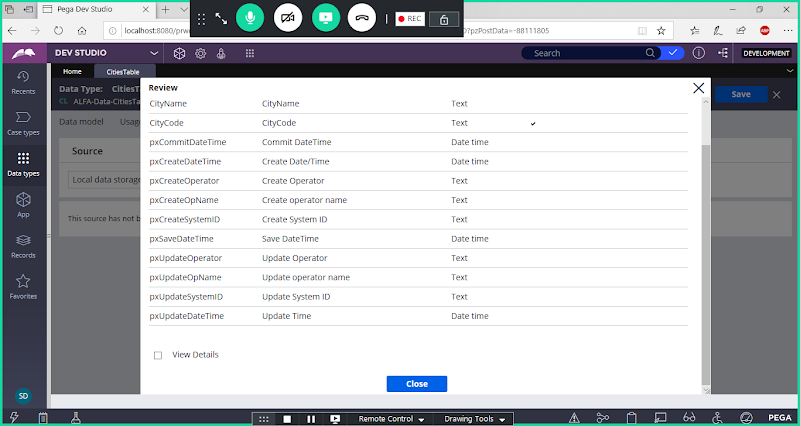 Pega Dev Studio
REC
localhost:8080/prwe
0?pzPostData=-88111805
ABP
DEV STUDIO
Search
DEVELOPMENT
Recents
Case types
Data types
App
Records
Favorites
SD
Home
CitiesTable
Data Type: CitiesTa
CL ALFA-Data-CitiesTa
Save
Data model
Usage
Source
Local data storage
This source has not b
Review
CityName CityName Text
CityCode CityCode Text
pxCommitDateTime Commit DateTime Date time
pxCreateDateTime Create Date/Time Date time
pxCreateOperator Create Operator Text
pxCreateOpName Create operator name Text
pxCreateSystemID Create System ID Text
pxSaveDateTime Save DateTime Date time
pxUpdateOperator Update Operator Text
pxUpdateOpName Update operator name Text
pxUpdateSystemID Update System ID Text
pxUpdateDateTime Update Time Date time
View Details
Close
Remote Control
Drawing Tools
PEGA